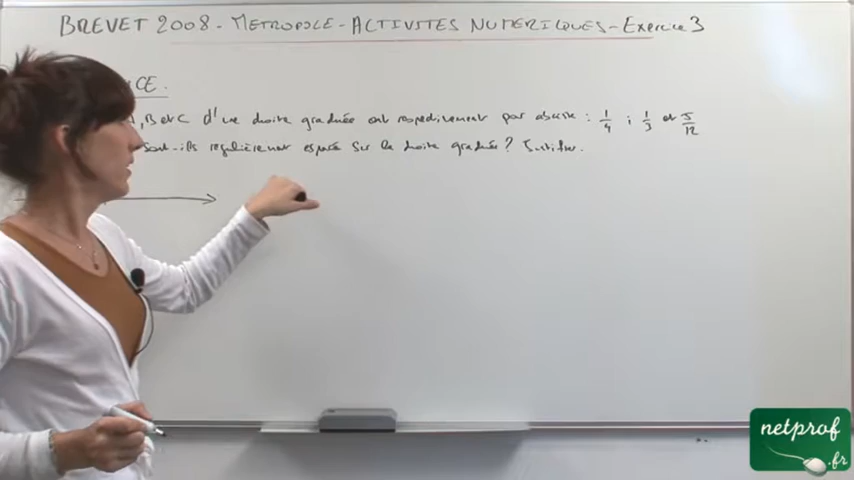 BREVET 2008 - METROPOLE - ACTIVITES NUMERIQUES - Exercice 3
CE.
A, B et C d'une droite graduée ont respectivement pour abscisse : 1/4 ; 1/3 et 5/12
sont-ils régulièrement espacés sur la droite graduée ? Justifier.
netprof
.fr